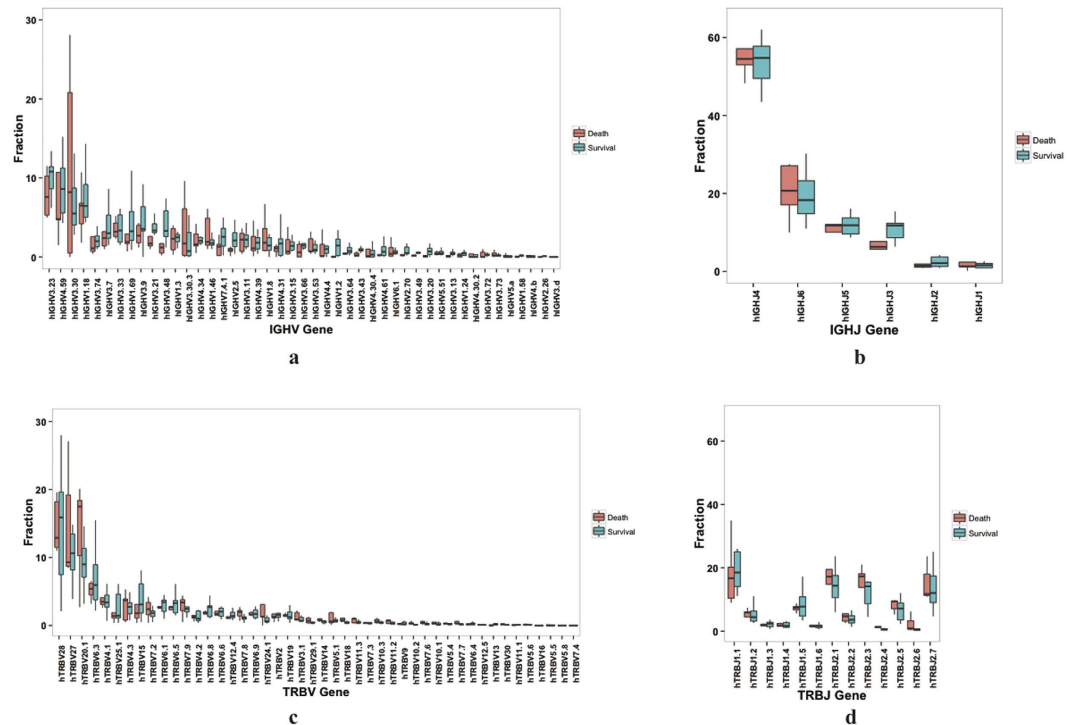 30
20
10
0
Fraction
Death
Survival
hIGHV3.23
hIGHV4.59
hIGHV3.30
hIGHV1.18
hIGHV3.74
hIGHV3.7
hIGHV3.33
hIGHV1.69
hIGHV3.9
hIGHV3.21
hIGHV3.48
hIGHV1.3
hIGHV3.30.3
hIGHV4.34
hIGHV1.46
hIGHV7.4.1
hIGHV2.5
hIGHV3.11
hIGHV4.39
hIGHV1.8
hIGHV4.31
hIGHV3.15
hIGHV3.66
hIGHV3.53
hIGHV4.4
hIGHV1.2
hIGHV3.64
hIGHV3.43
hIGHV4.30.4
hIGHV4.61
hIGHV6.1
hIGHV2.70
hIGHV3.49
hIGHV3.20
hIGHV5.51
hIGHV3.13
hIGHV1.24
hIGHV4.30.2
hIGHV3.72
hIGHV3.73
hIGHV5.a
hIGHV1.58
hIGHV4.b
hIGHV2.26
hIGHV3.d
IGHV Gene
a
60
40
20
0
Fraction
Death
Survival
hIGHJ4
hIGHJ6
hIGHJ5
hIGHJ3
hIGHJ2
hIGHJ1
IGHJ Gene
b
30
20
10
0
Fraction
Death
Survival
hTRBV28
hTRBV27
hTRBV20.1
hTRBV6.3
hTRBV4.1
hTRBV25.1
hTRBV4.3
hTRBV15
hTRBV7.2
hTRBV6.1
hTRBV6.5
hTRBV7.9
hTRBV4.2
hTRBV6.8
hTRBV6.6
hTRBV12.4
hTRBV7.8
hTRBV6.9
hTRBV24.1
hTRBV2
hTRBV19
hTRBV3.1
hTRBV29.1
hTRBV14
hTRBV5.1
hTRBV18
hTRBV11.3
hTRBV7.3
hTRBV10.3
hTRBV11.2
hTRBV9
hTRBV10.2
hTRBV7.6
hTRBV10.1
hTRBV5.4
hTRBV7.7
hTRBV6.4
hTRBV12.5
hTRBV13
hTRBV30
hTRBV11.1
hTRBV5.6
hTRBV16
hTRBV5.5
hTRBV5.8
hTRBV7.4
TRBV Gene
c
60
40
20
0
Fraction
Death
Survival
hTRBJ1.1
hTRBJ1.2
hTRBJ1.3
hTRBJ1.4
hTRBJ1.5
hTRBJ1.6
hTRBJ2.1
hTRBJ2.2
hTRBJ2.3
hTRBJ2.4
hTRBJ2.5
hTRBJ2.6
hTRBJ2.7
TRBJ Gene
d